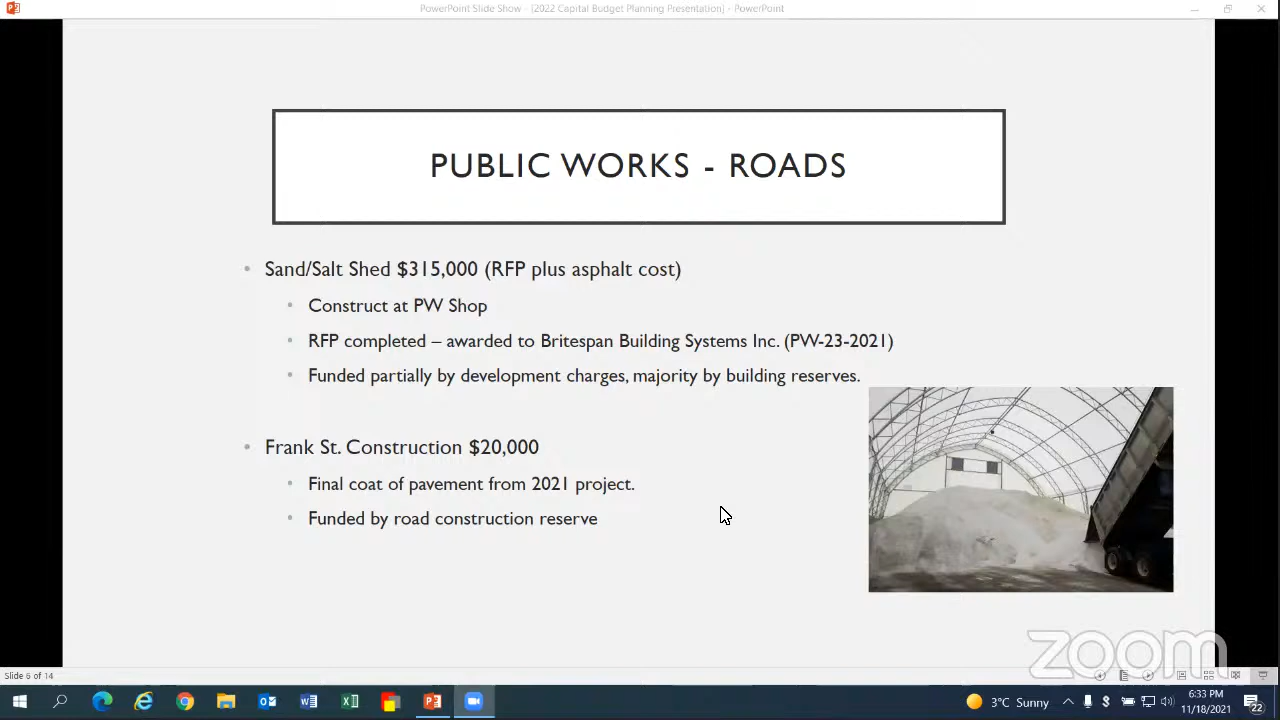 PowerPoint Slide Show - [2022 Capital Budget Planning Presentation] - PowerPoint
PUBLIC WORKS - ROADS
• Sand/Salt Shed $315,000 (RFP plus asphalt cost)
• Construct at PW Shop
• RFP completed – awarded to Britespan Building Systems Inc. (PW-23-2021)
• Funded partially by development charges, majority by building reserves.
• Frank St. Construction $20,000
• Final coat of pavement from 2021 project.
• Funded by road construction reserve
zoom
Slide 6 of 14
3°C Sunny
6:33 PM
11/18/2021
22